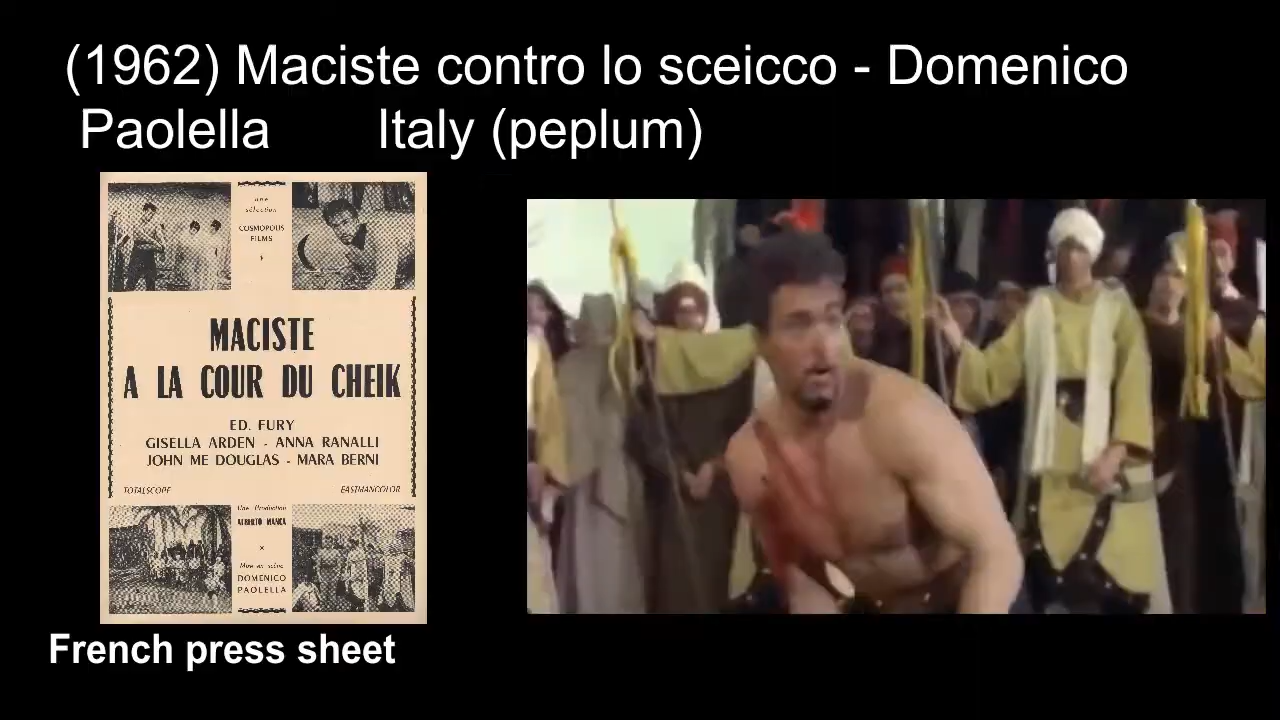 (1962) Maciste contro lo sceicco - Domenico
Paolella Italy (peplum)
une
sélection
COSMOPOLIS
FILMS
MACISTE
A LA COUR DU CHEIK
ED. FURY
GISELLA ARDEN - ANNA RANALLI
JOHN ME DOUGLAS - MARA BERNI
TOTALSCOPE EASTMANCOLOR
Une Production
ALBERTO MANCA
Mise en scène
DOMENICO
PAOLELLA
French press sheet